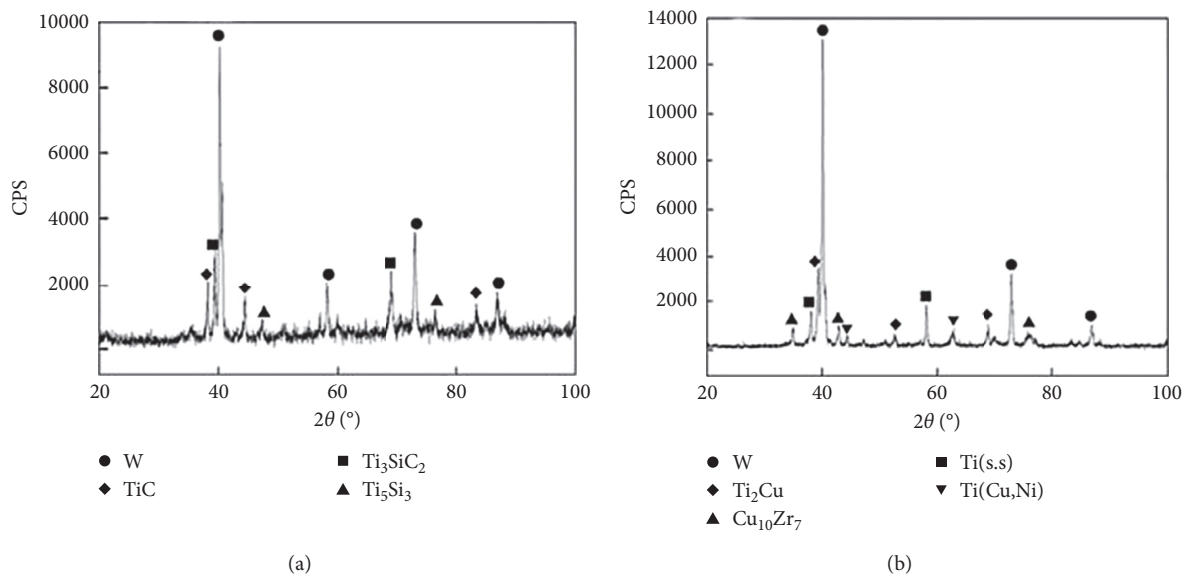 10000
8000
6000
4000
2000
CPS
20
40
60
80
100
2θ (°)
W
TiC
Ti₃SiC₂
Ti₅Si₃
(a)
14000
12000
10000
8000
6000
4000
2000
CPS
20
40
60
80
100
2θ (°)
W
Ti₂Cu
Cu₁₀Zr₇
Ti(s.s)
Ti(Cu,Ni)
(b)